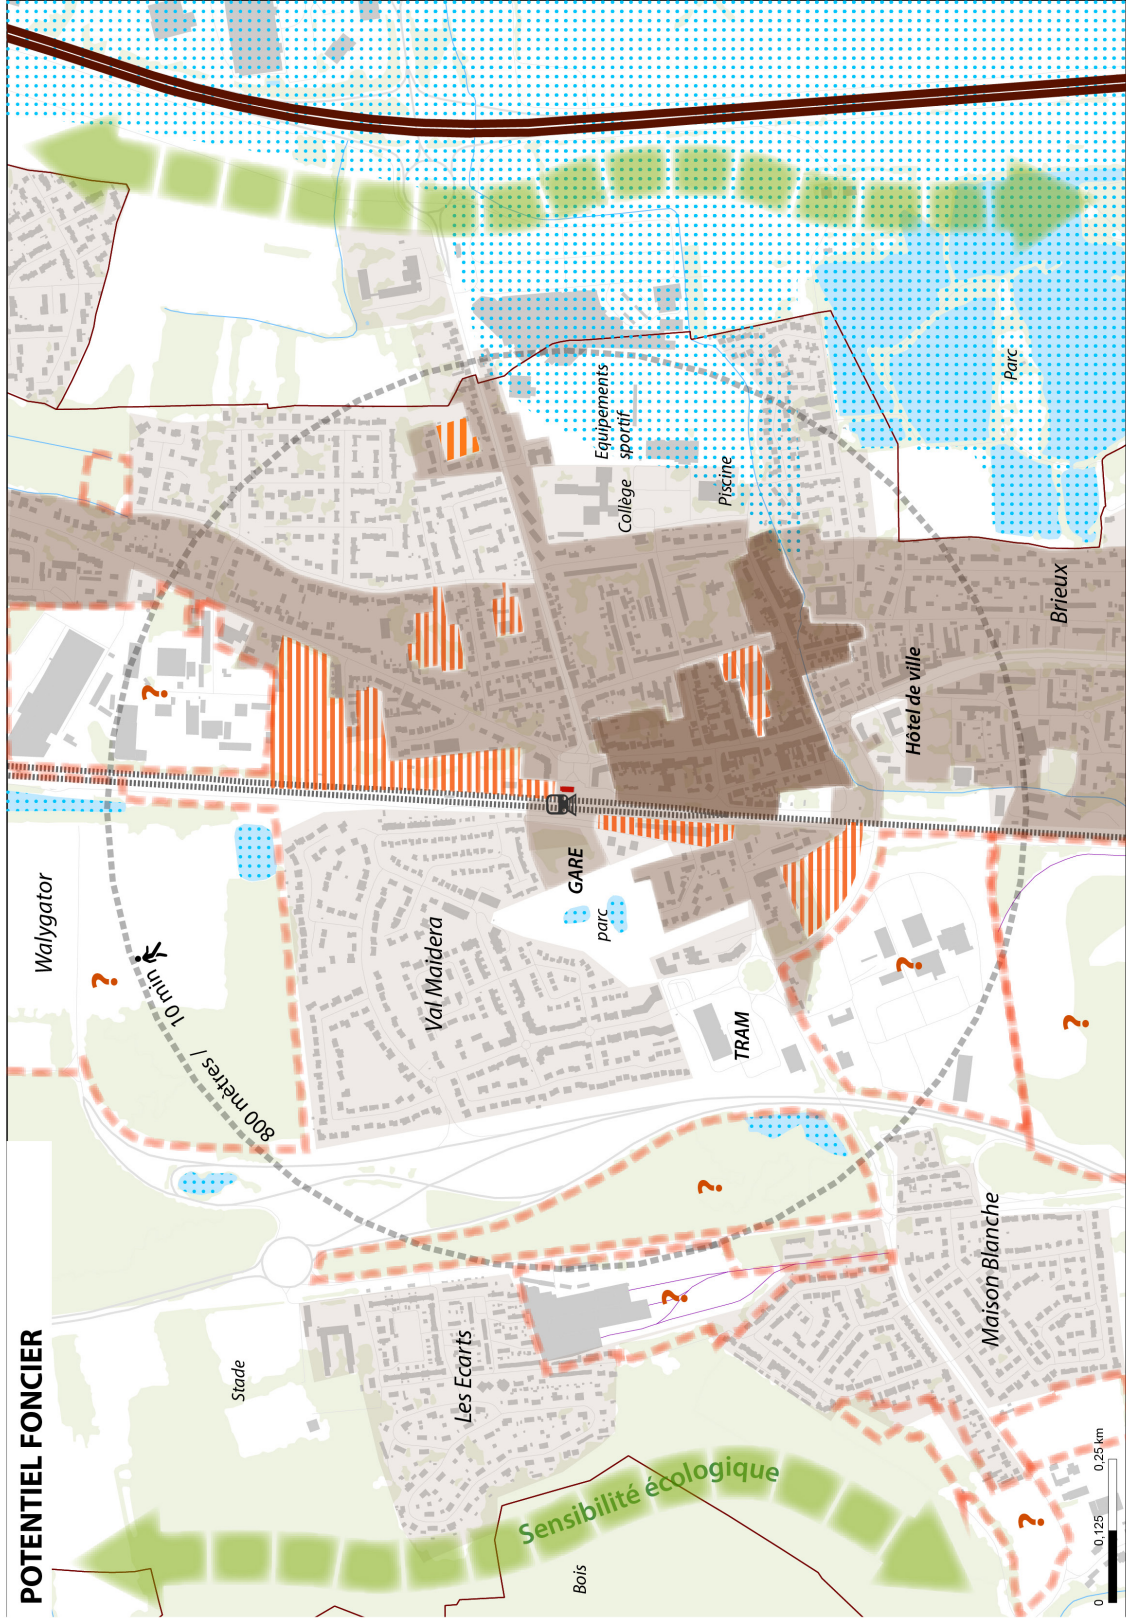 POTENTIEL FONCIER
Stade
Walygator
?
10 min
800 mètres /
?
Les Ecarts
Val Maidera
Sensibilité écologique
Bois
?
?
GARE
parc
TRAM
Equipements
sportif
Collège
Piscine
Maison Blanche
?
?
Hôtel de ville
Brieux
Parc
?
0
0,125
0,25 km